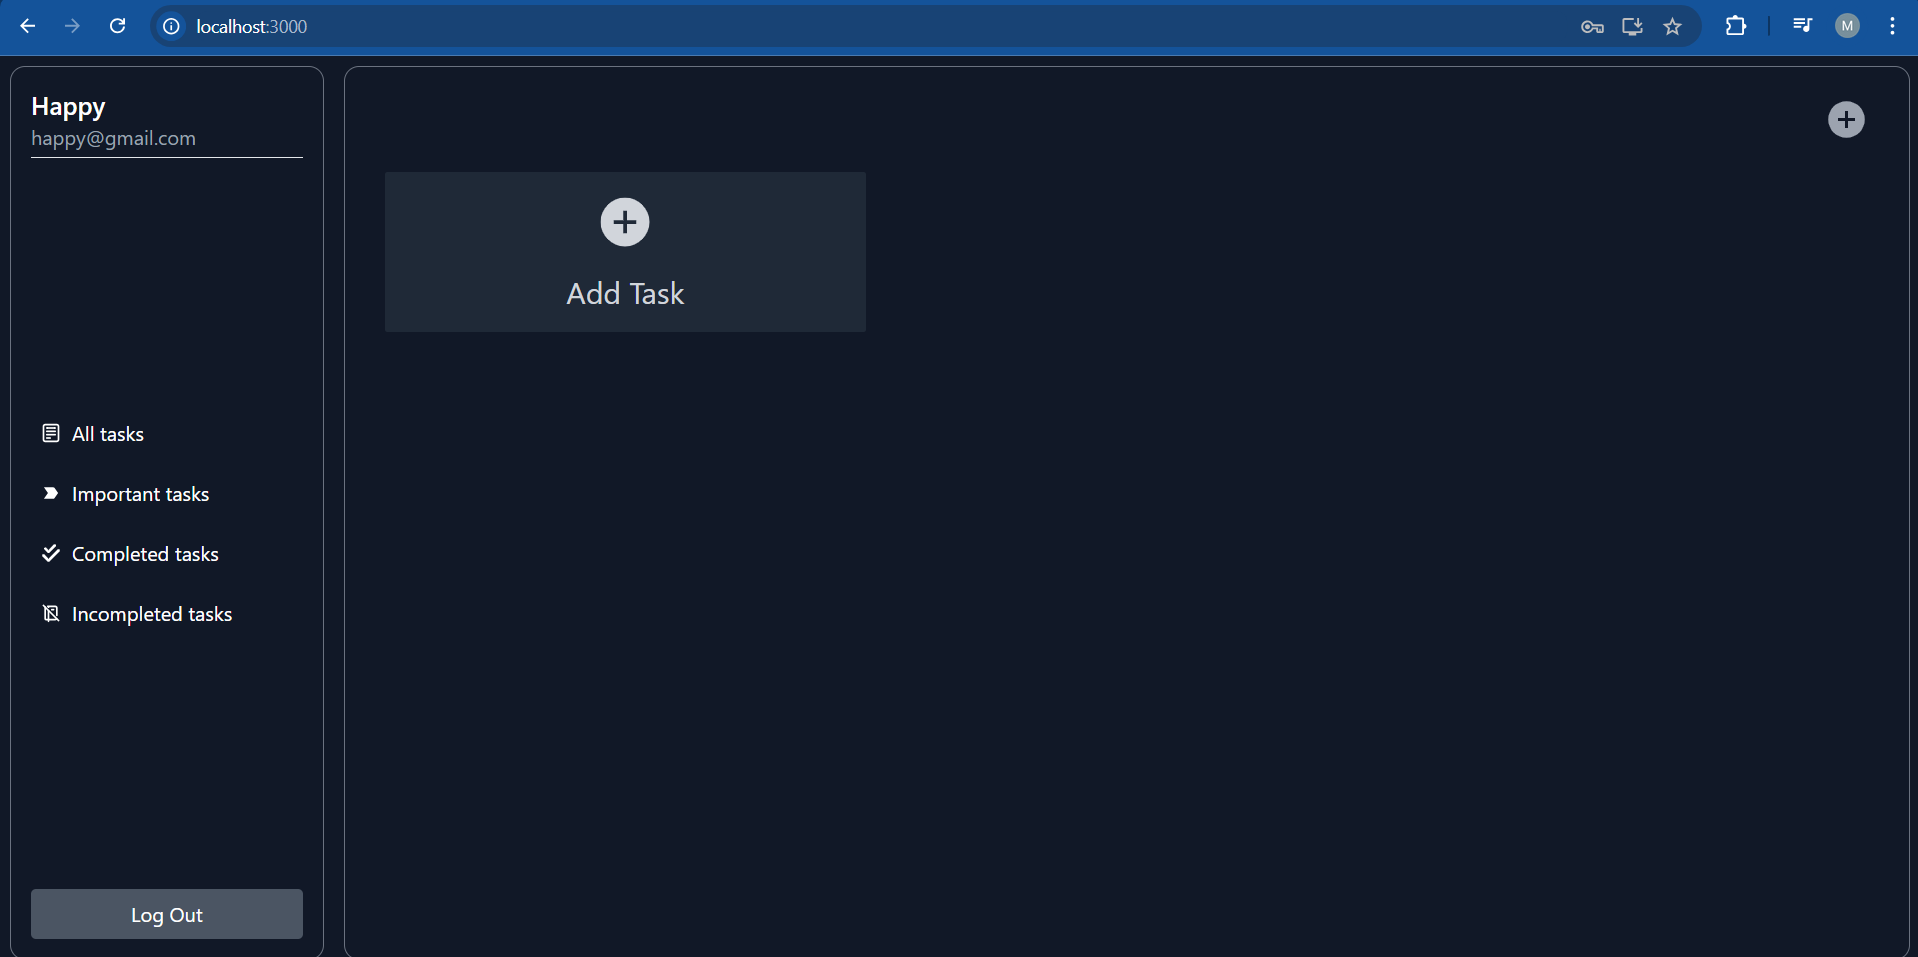 localhost:3000
M
Happy
happy@gmail.com
All tasks
Important tasks
Completed tasks
Incompleted tasks
Log Out
Add Task